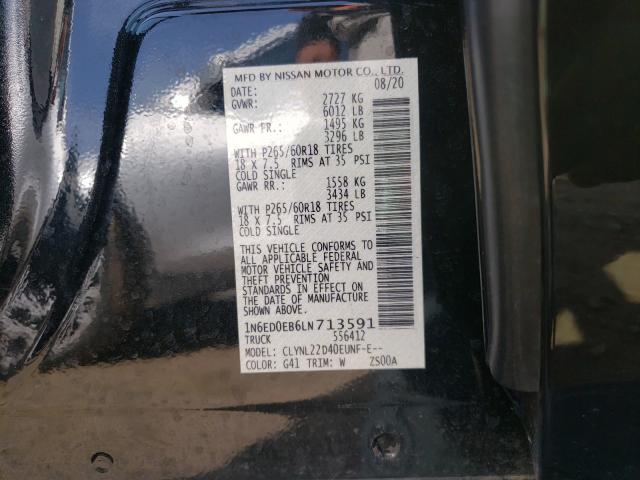 MFD BY NISSAN MOTOR CO., LTD.
DATE: 08/20
GVWR: 2727 KG
6012 LB
GAWR FR.: 1495 KG
3296 LB
WITH P265/60R18 TIRES
18 X 7.5 RIMS AT 35 PSI
COLD SINGLE
GAWR RR.: 1558 KG
3434 LB
WITH P265/60R18 TIRES
18 X 7.5 RIMS AT 35 PSI
COLD SINGLE
THIS VEHICLE CONFORMS TO
ALL APPLICABLE FEDERAL
MOTOR VEHICLE SAFETY AND
THEFT PREVENTION
STANDARDS IN EFFECT ON
THE DATE OF MANUFACTURE
SHOWN ABOVE.
1N6ED0EB6LN713591
TRUCK 556412
MODEL: CLYNL22D40EUNF-E--
COLOR: G41 TRIM: W ZS00A